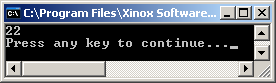 C:\Program Files\Xinox Software...
22
Press any key to continue..._